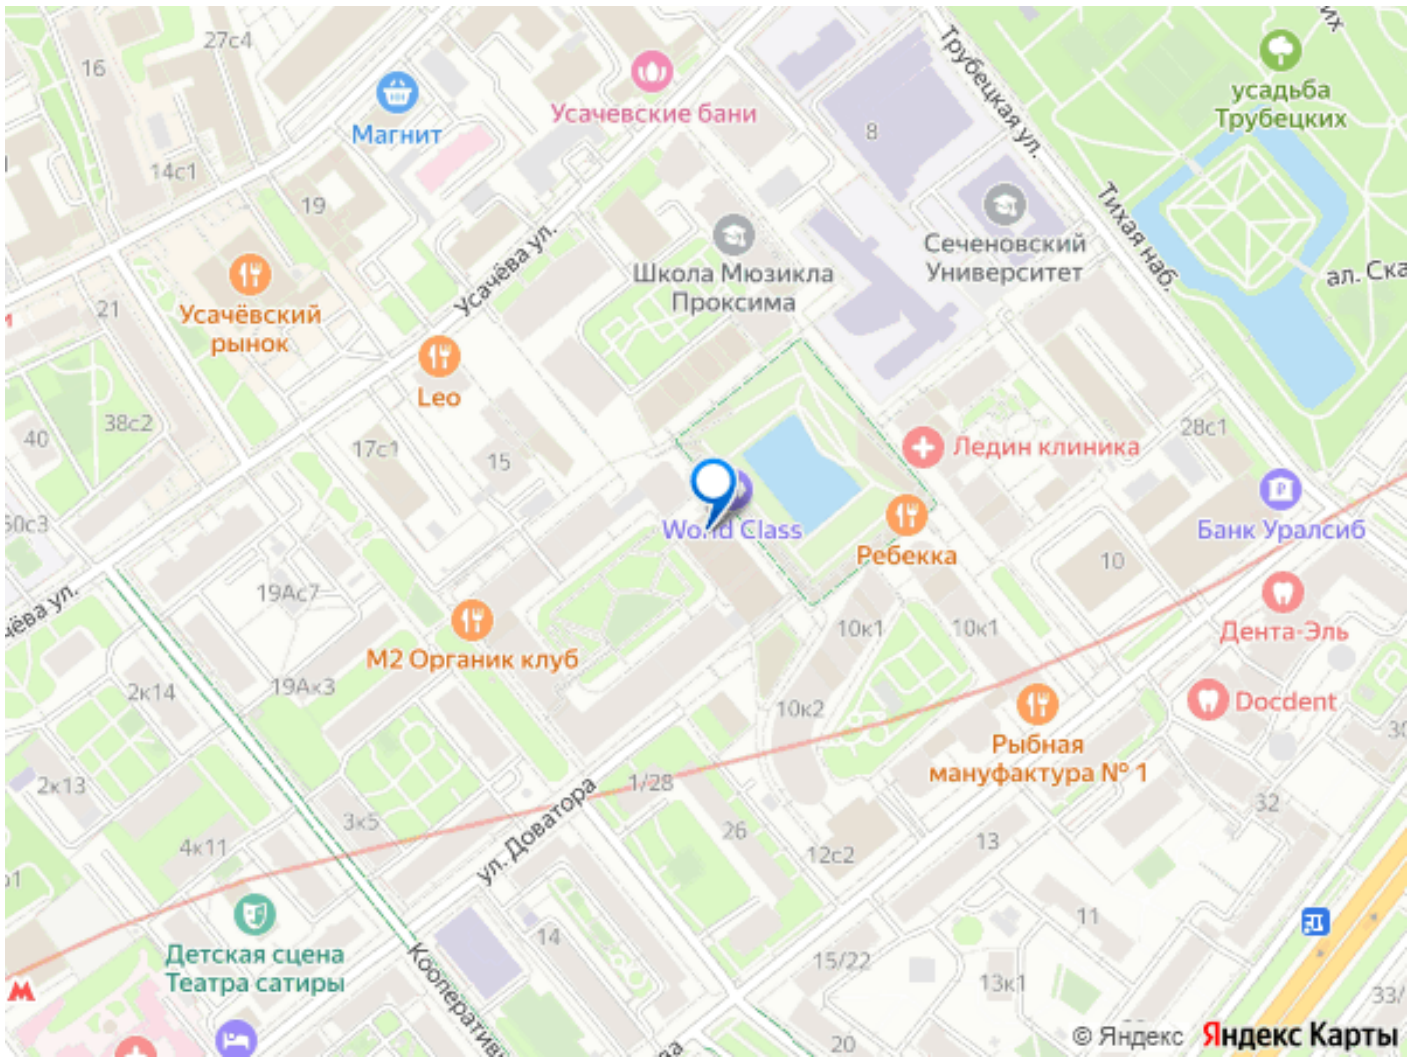 27с4
16
Магнит
Усачевские бани
Трубецкая ул.
усадьба
Трубецких
8
14с1
19
Тихая наб.
Сеченовский
Университет
Школа Мюзикла
Проксима
Усачёва ул.
ал. Ска
21
Усачёвский
рынок
Leo
38с2
40
17с1
15
28с1
Ледин клиника
World Class
Ребекка
Банк Уралсиб
50с3
10
19Ас7
чёва ул.
М2 Органик клуб
10к1
10к1
Дента-Эль
2к14
19Ак3
10к2
Docdent
Рыбная
мануфактура № 1
30
2к13
1/28
32
3к5
26
4к11
ул. Доватора
12с2
13
11
Детская сцена
Театра сатиры
14
15/22
Кооператив
13к1
33/
20
© Яндекс Яндекс Карты